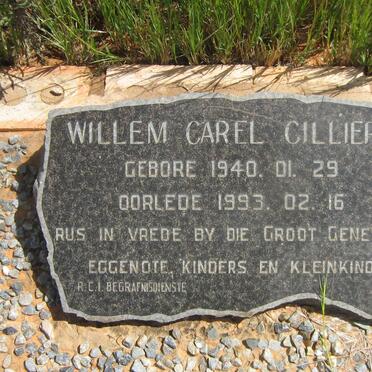 WILLEM CAREL CILLIE
GEBORE 1940. 01. 29
OORLEDE 1993. 02. 16
RUS IN VREDE BY DIE GROOT GENE
EGGENOTE, KINDERS EN KLEINKIND
R.C.I. BEGRAFNISDIENSTE